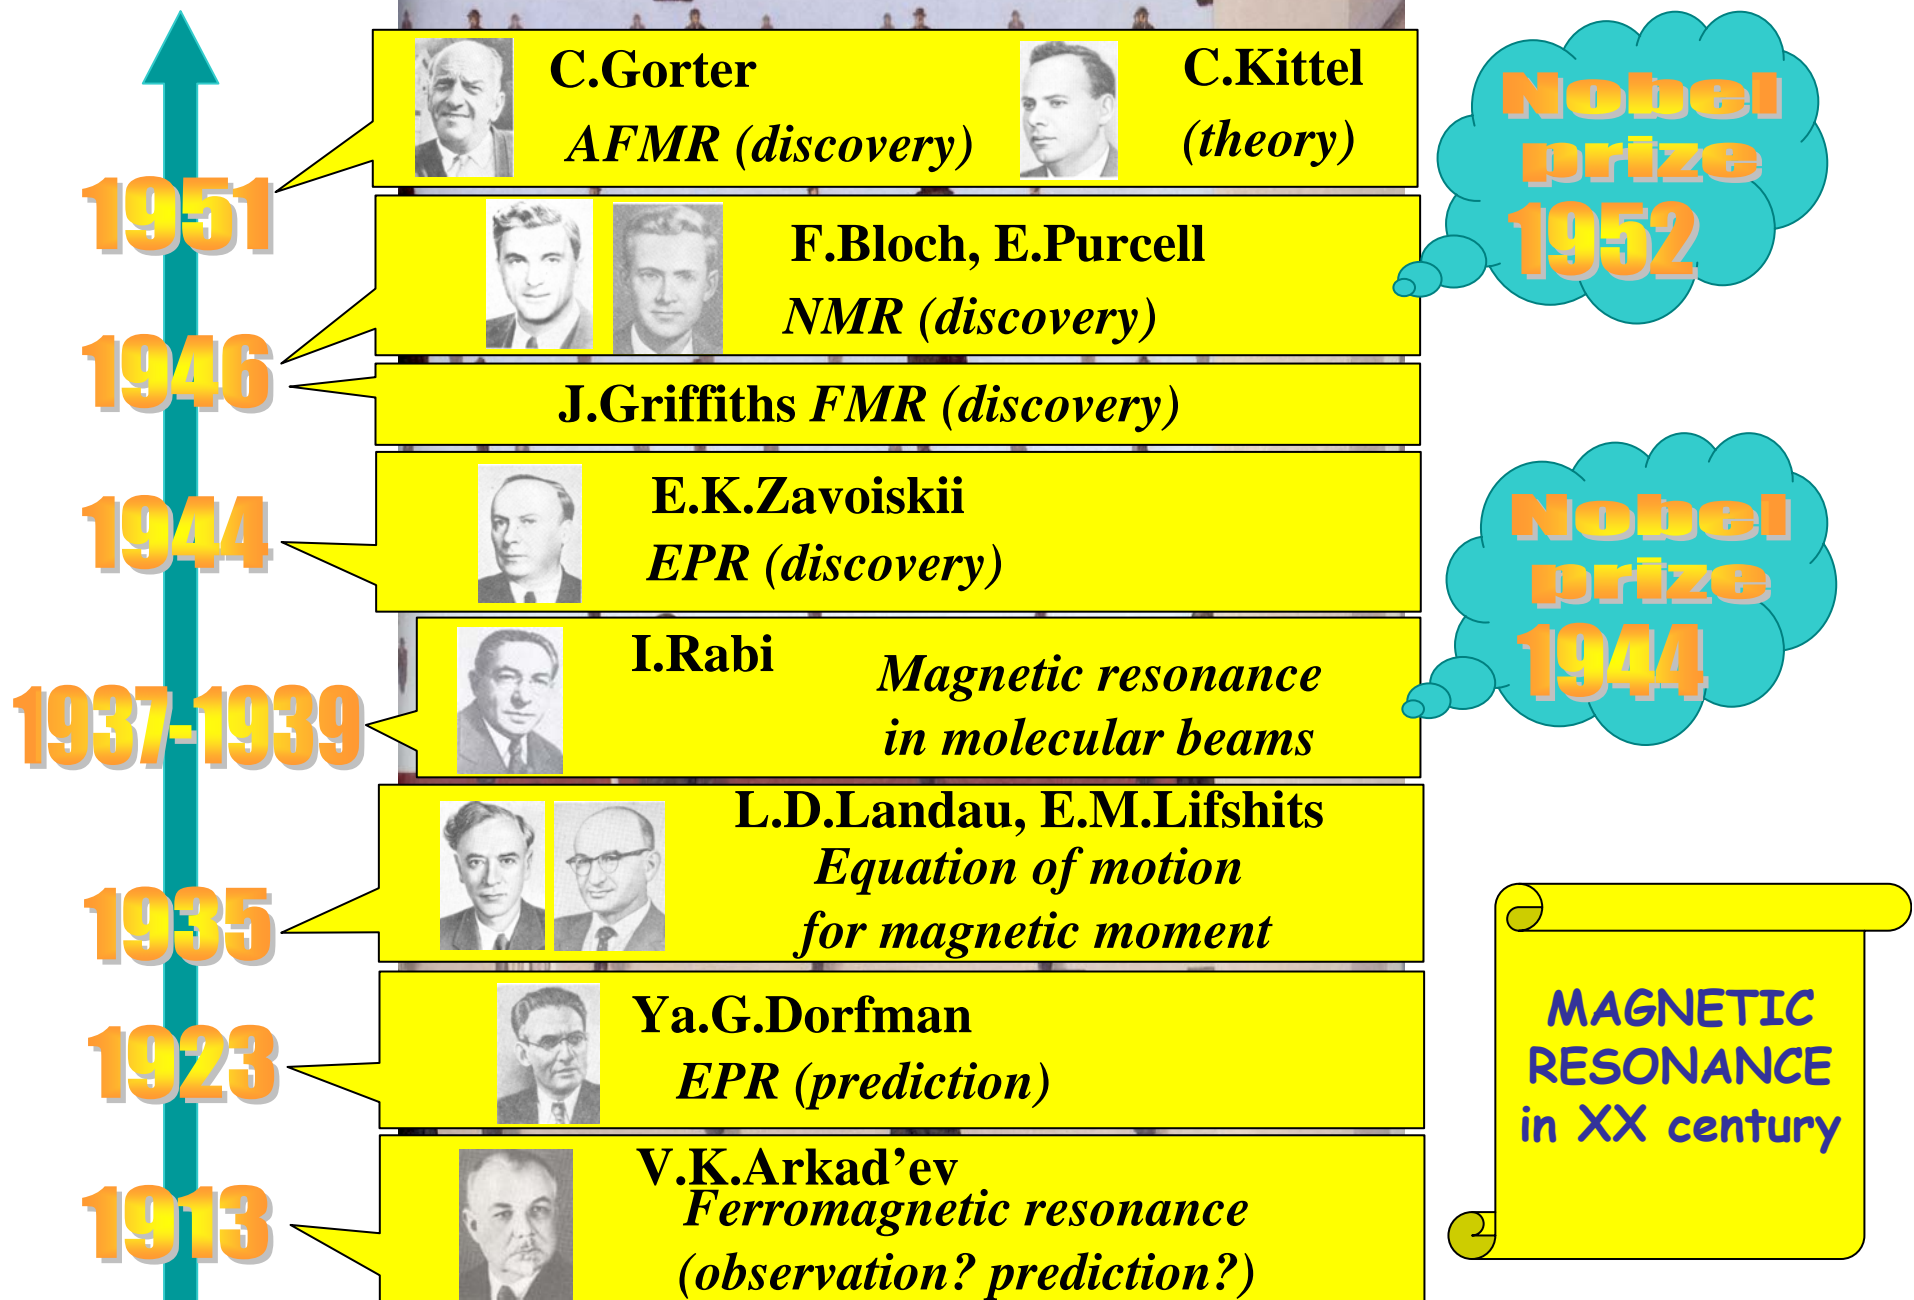 C.Gorter
AFMR (discovery)
C.Kittel
(theory)
Nobel
prize
1952
1951
F.Bloch, E.Purcell
NMR (discovery)
1946
J.Griffiths FMR (discovery)
1944
E.K.Zavoiskii
EPR (discovery)
Nobel
prize
1944
1937-1939
I.Rabi
Magnetic resonance
in molecular beams
1935
L.D.Landau, E.M.Lifshits
Equation of motion
for magnetic moment
1923
Ya.G.Dorfman
EPR (prediction)
MAGNETIC
RESONANCE
in XX century
1913
V.K.Arkad’ev
Ferromagnetic resonance
(observation? prediction?)